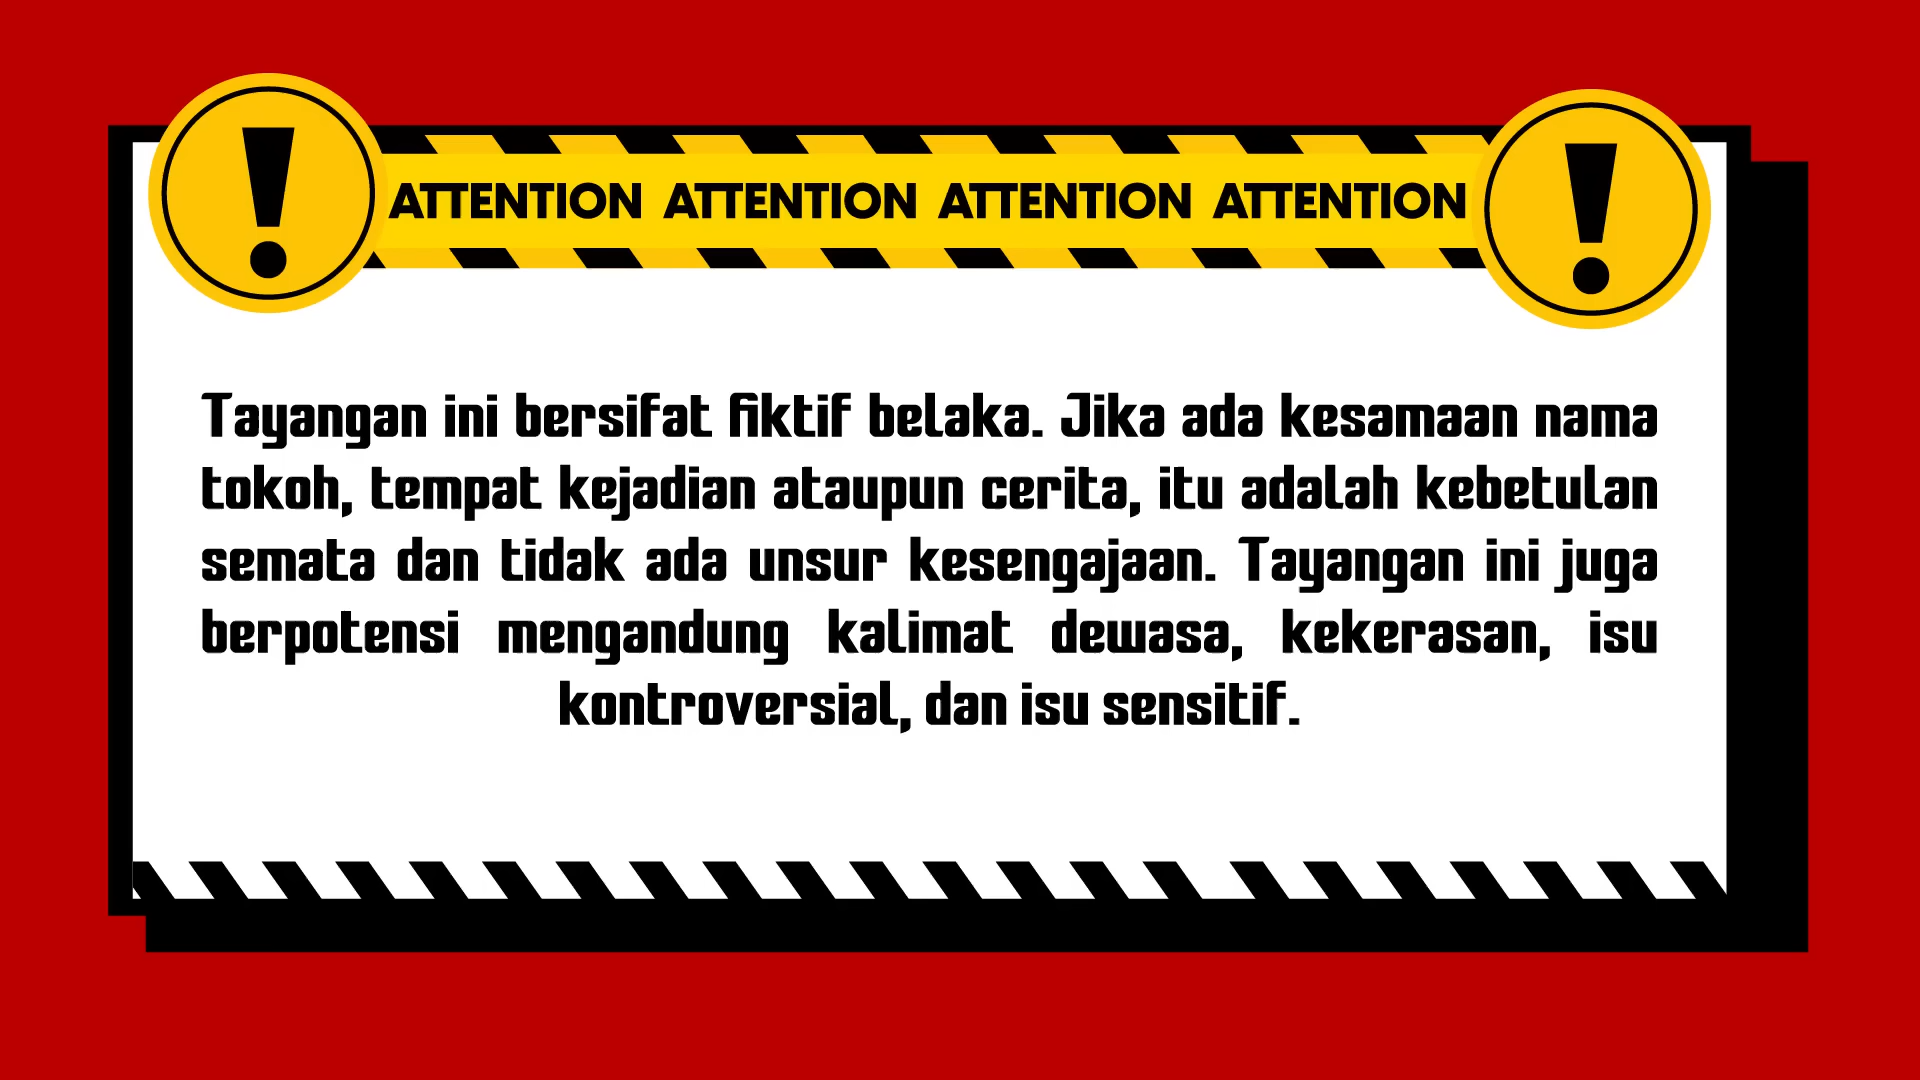 ATTENTION ATTENTION ATTENTION ATTENTION
Tayangan ini bersifat fiktif belaka. Jika ada kesamaan nama
tokoh, tempat kejadian ataupun cerita, itu adalah kebetulan
semata dan tidak ada unsur kesengajaan. Tayangan ini juga
berpotensi mengandung kalimat dewasa, kekerasan, isu
kontroversial, dan isu sensitif.